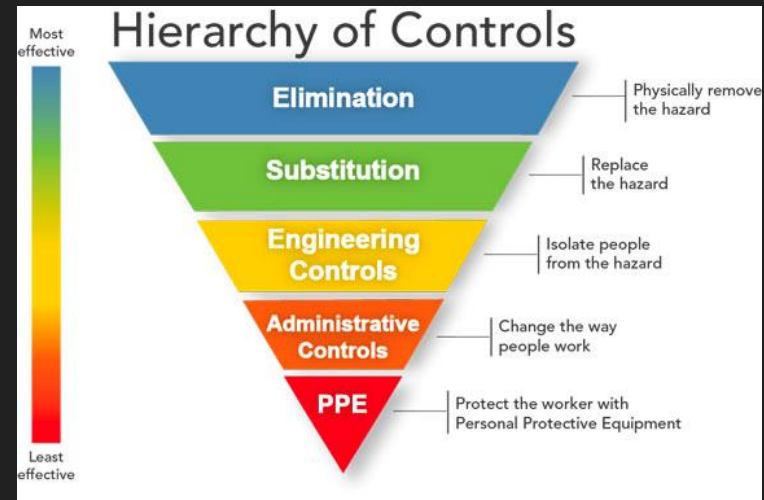 Hierarchy of Controls
Most
effective
Elimination
Physically remove
the hazard
Substitution
Replace
the hazard
Engineering
Controls
Isolate people
from the hazard
Administrative
Controls
Change the way
people work
PPE
Protect the worker with
Personal Protective Equipment
Least
effective